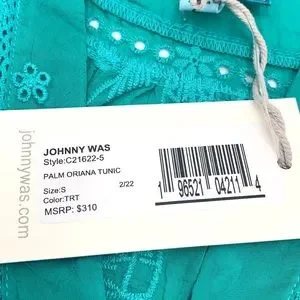 johnnywas.com
JOHNNY WAS
Style:C21622-5
PALM ORIANA TUNIC
Size:S 2/22
Color:TRT
MSRP: $310
1 96521 04211 4